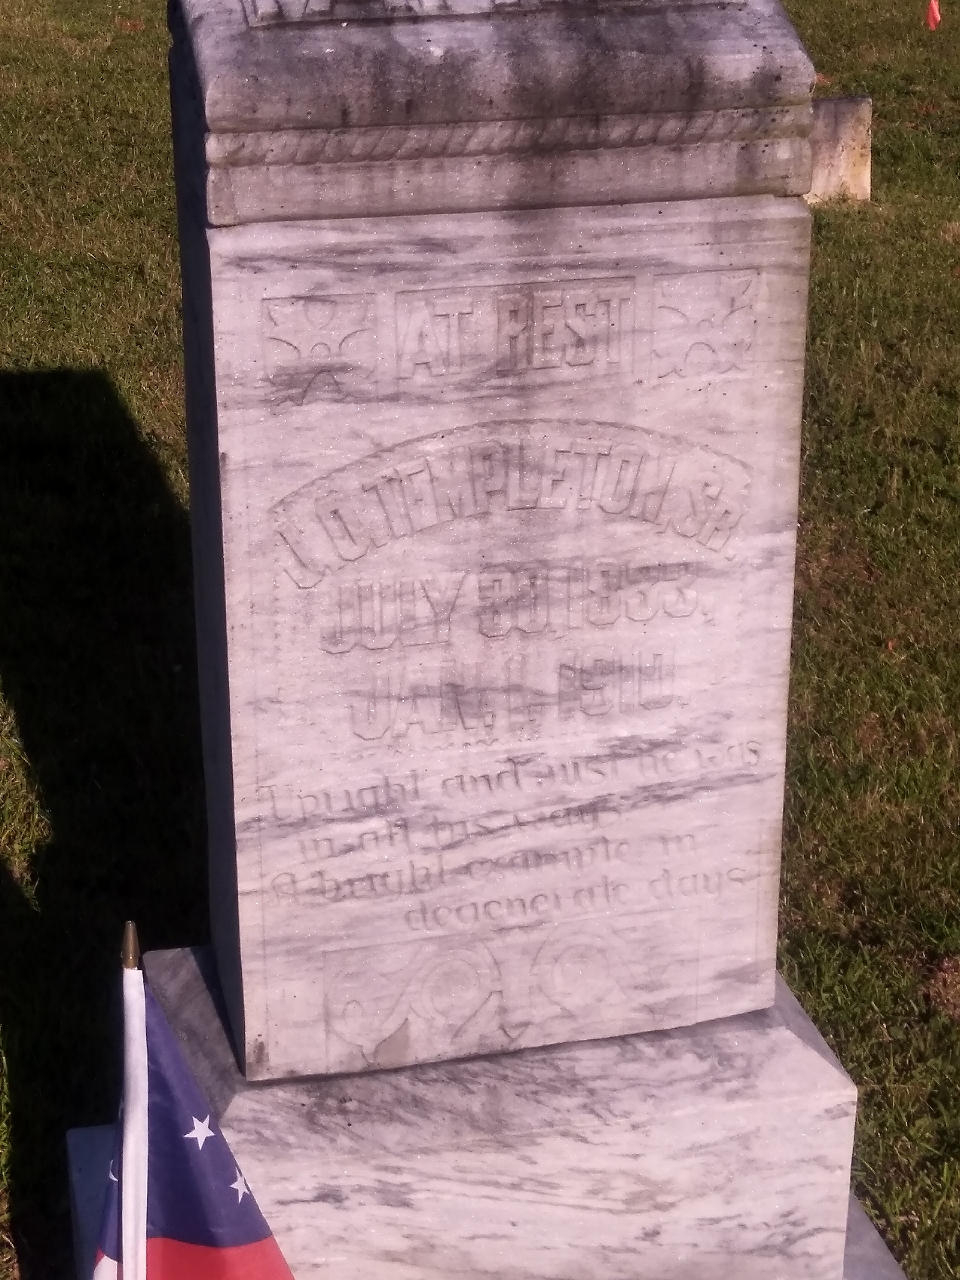 AT REST
J.O. TEMPLETON, SR.
JULY 30, 1833.
JAN. 1, 1910.
Upright and just he was
in all his ways
A bright example in
degenerate days